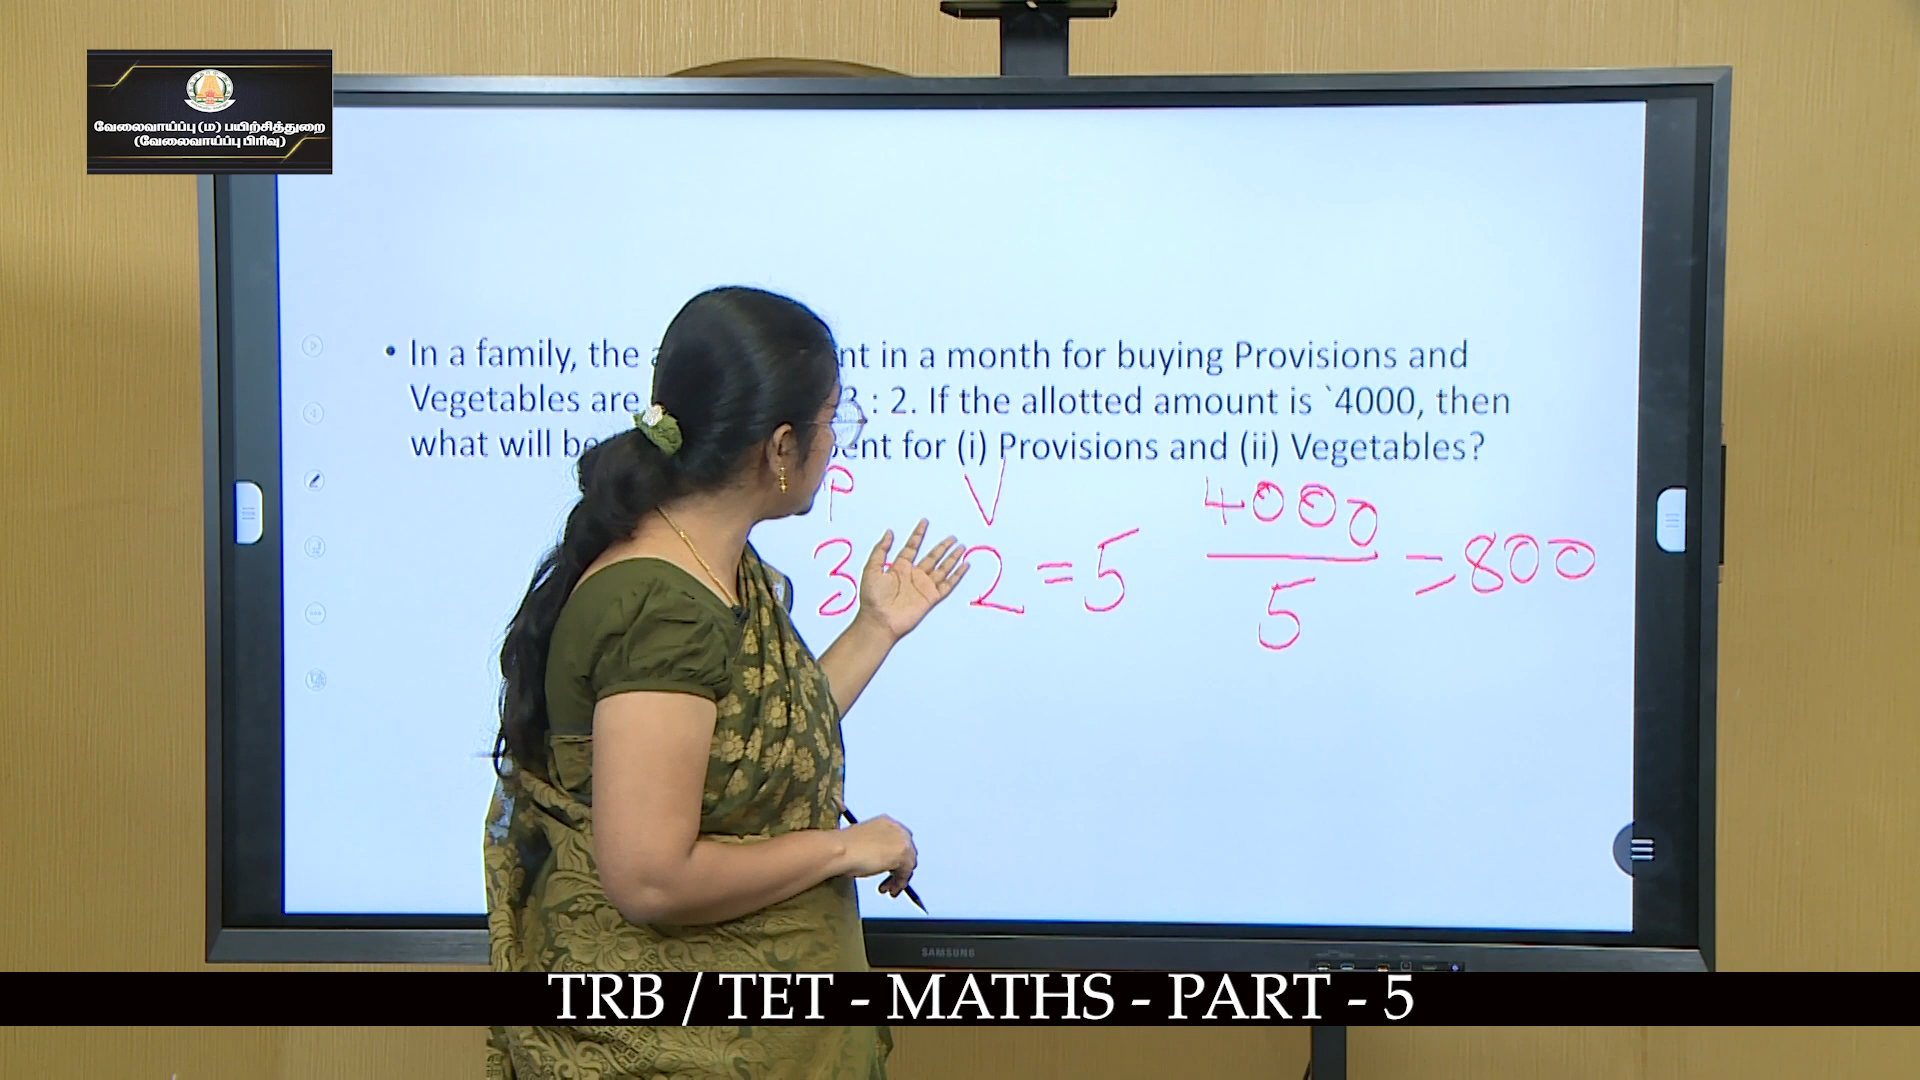 வேலைவாய்ப்பு (ம) பயிற்சித்துறை
(வேலைவாய்ப்பு பிரிவு)
• In a family, the nt in a month for buying Provisions and
Vegetables are 3 : 2. If the allotted amount is `4000, then
what will be ent for (i) Provisions and (ii) Vegetables?
P V
3 2 = 5
4000
5
= 800
SAMSUNG
TRB / TET - MATHS - PART - 5